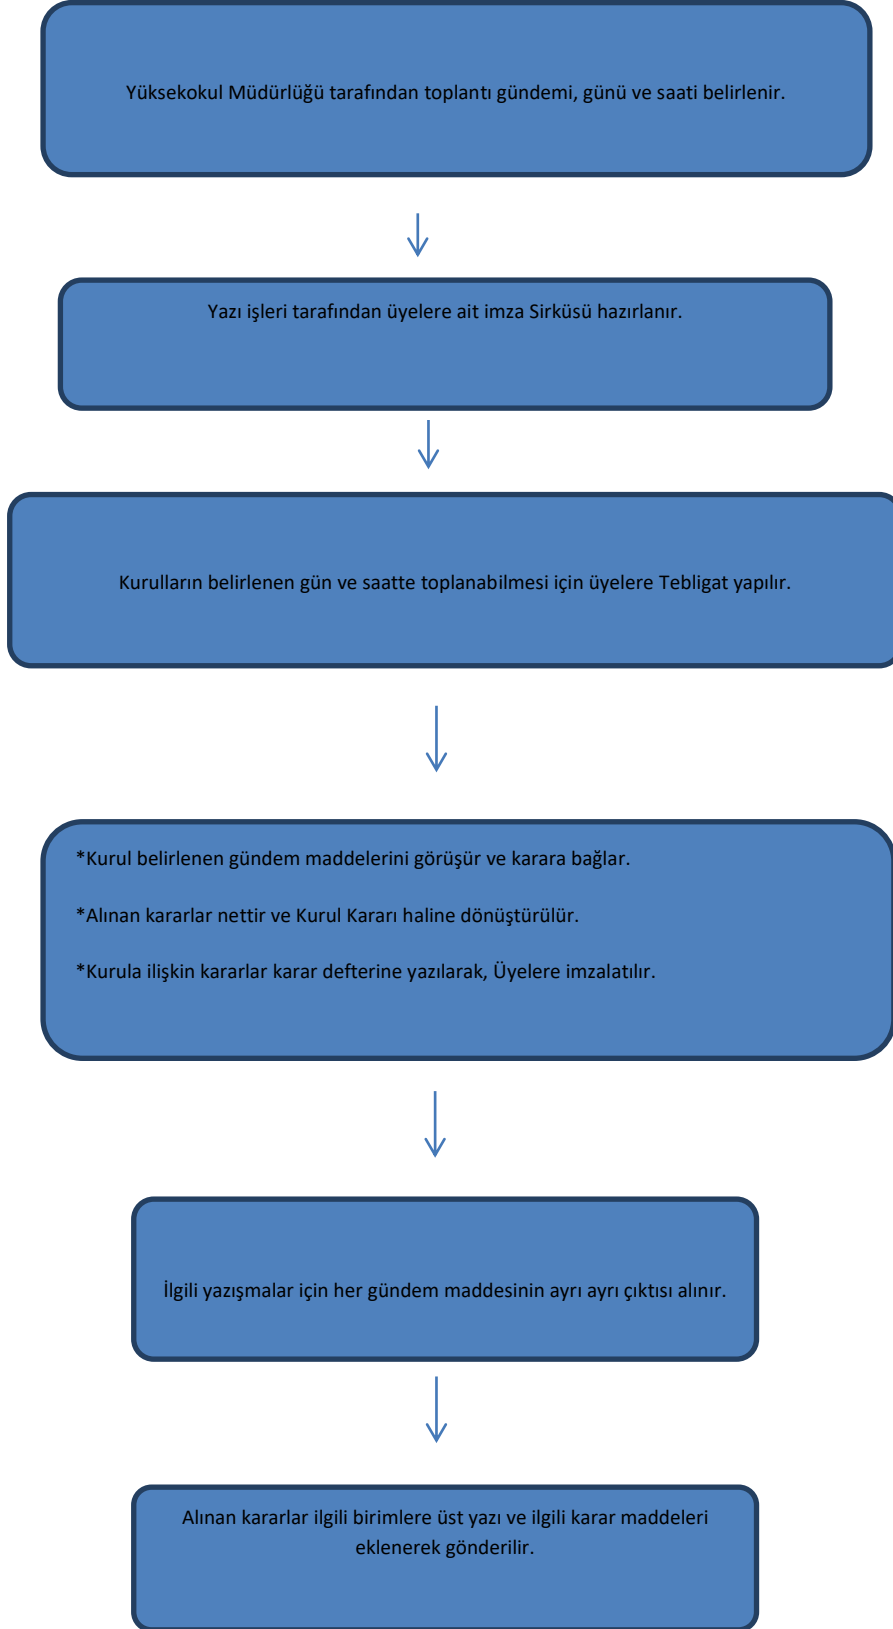 Yüksekokul Müdürlüğü tarafından toplantı gündemi, günü ve saati belirlenir.
Yazı işleri tarafından üyelere ait imza Sirküsü hazırlanır.
Kurulların belirlenen gün ve saatte toplanabilmesi için üyelere Tebligat yapılır.
*Kurul belirlenen gündem maddelerini görüşür ve karara bağlar.
*Alınan kararlar nettir ve Kurul Kararı haline dönüştürülür.
*Kurula ilişkin kararlar karar defterine yazılarak, Üyelere imzalatılır.
İlgili yazışmalar için her gündem maddesinin ayrı ayrı çıktısı alınır.
Alınan kararlar ilgili birimlere üst yazı ve ilgili karar maddeleri
eklenerek gönderilir.